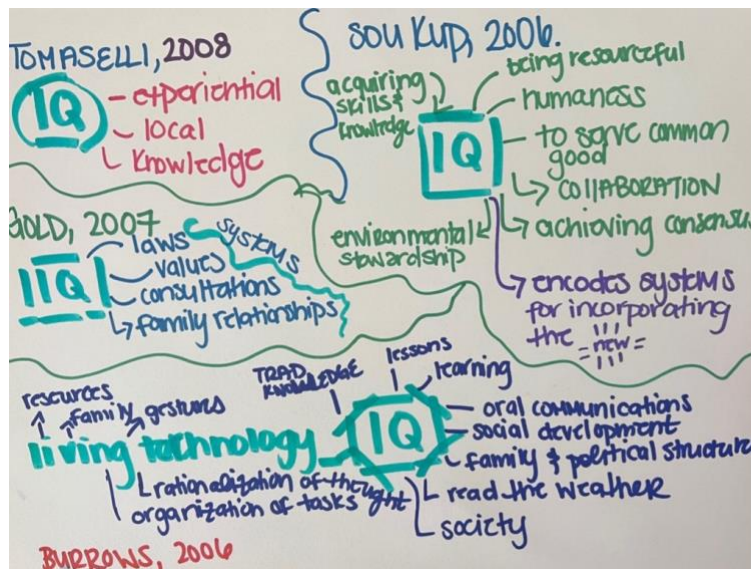 TOMASELLI, 2008
IQ
- experiential
local
knowledge
SOUKUP, 2006.
acquiring
skills &
knowledge
IQ
being resourceful
humaness
to serve common
good
COLLABORATION
achieving consensu
environmental
stewardship
encodes systems
for incorporating
the = new =
GOLD, 2007
IIQ
laws
values
consultations
family relationships
systems
resources
family
gestures
living technology
rationalization of thought
organization of tasks
TRAD.
KNOWLEDGE
lessons
learning
IQ
oral communications
social development
family & political structure
read the weather
society
BURROWS, 2006